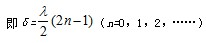 即 δ=λ/2(2n-1)（n=0，1，2，……）